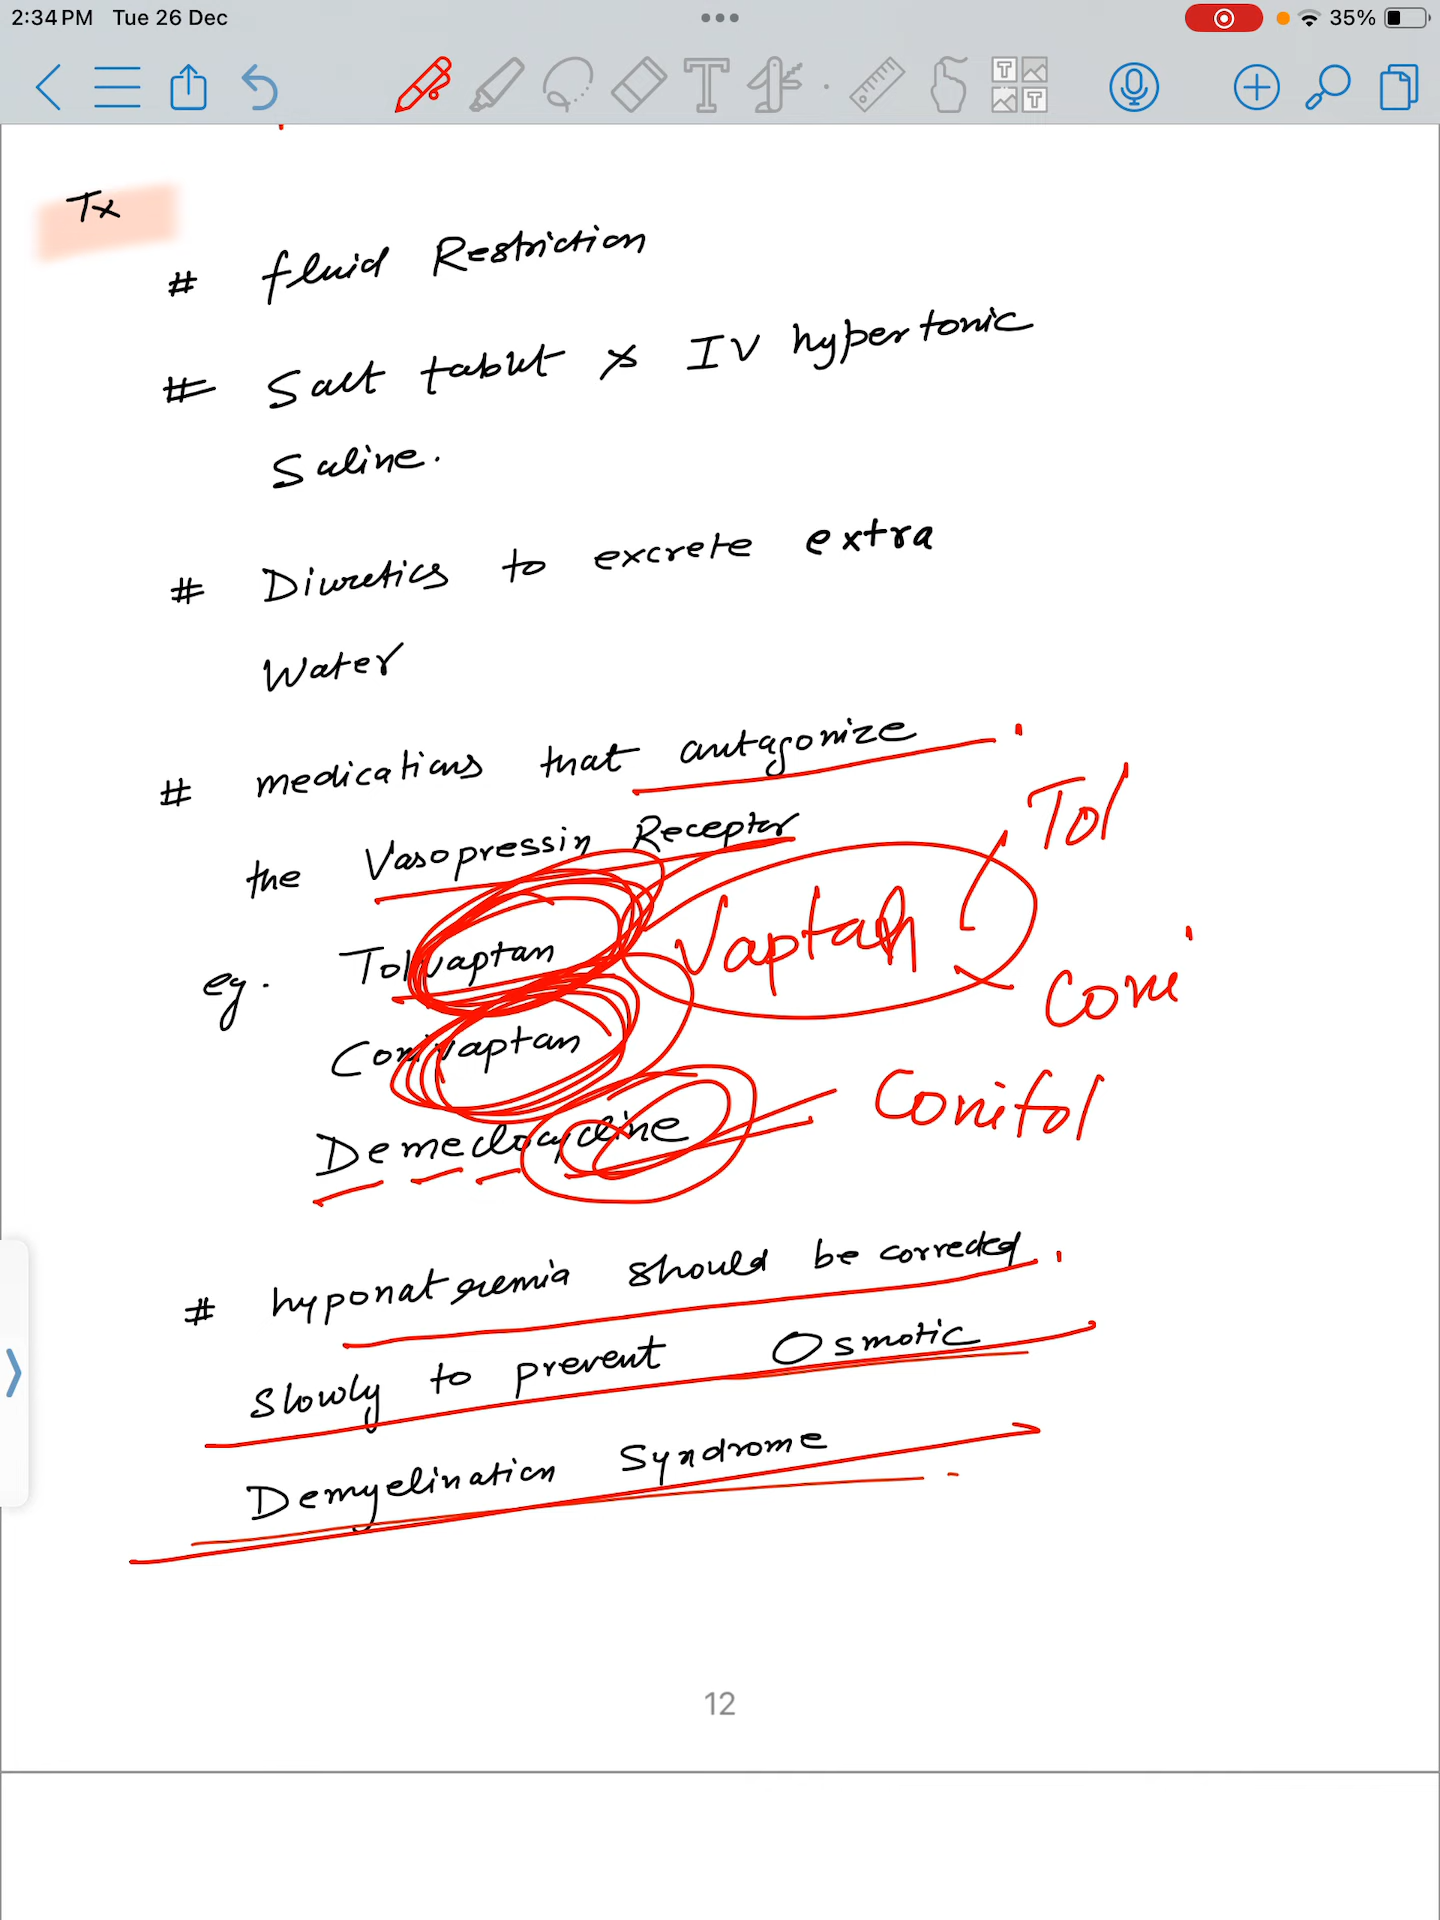 2:34 PM Tue 26 Dec
35%
Tx
# fluid Restriction
# Salt tablet & IV hypertonic
Saline.
# Diuretics to excrete extra
Water
# medications that antagonize
the Vasopressin Receptor
Tol
eg. Tolvaptan
Vaptan
Coni
Conivaptan
Demeclocycline
Conitol
# hyponatremia should be corrected
Slowly to prevent Osmotic
Demyelination Syndrome
12